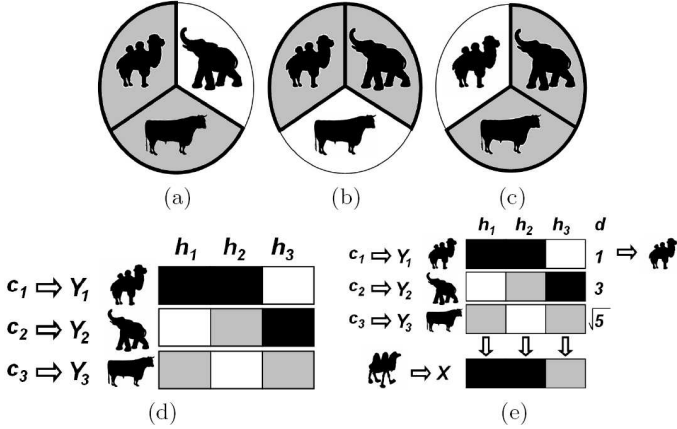 (a) (b) (c)
h1 h2 h3
c1 ⇨ Y1
c2 ⇨ Y2
c3 ⇨ Y3
(d)
h1 h2 h3 d
c1 ⇨ Y1 1 ⇨
c2 ⇨ Y2 3
c3 ⇨ Y3 √5
⇨ X
(e)